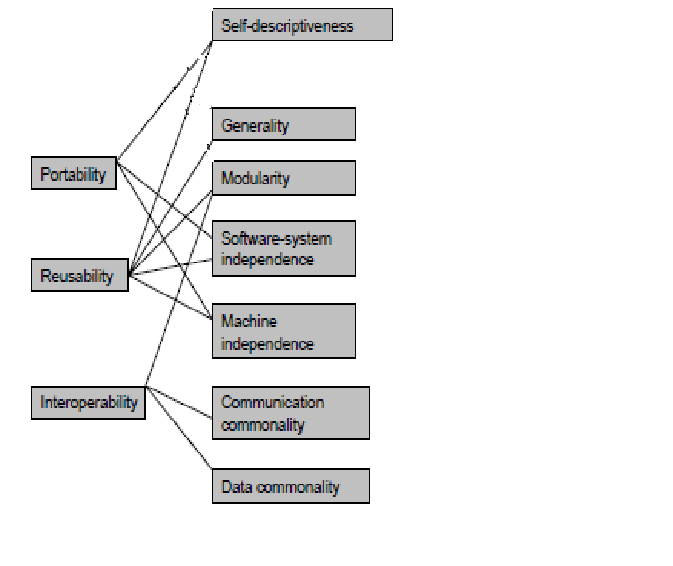 Self-descriptiveness
Generality
Portability
Modularity
Software-system
independence
Reusability
Machine
independence
Interoperability
Communication
commonality
Data commonality